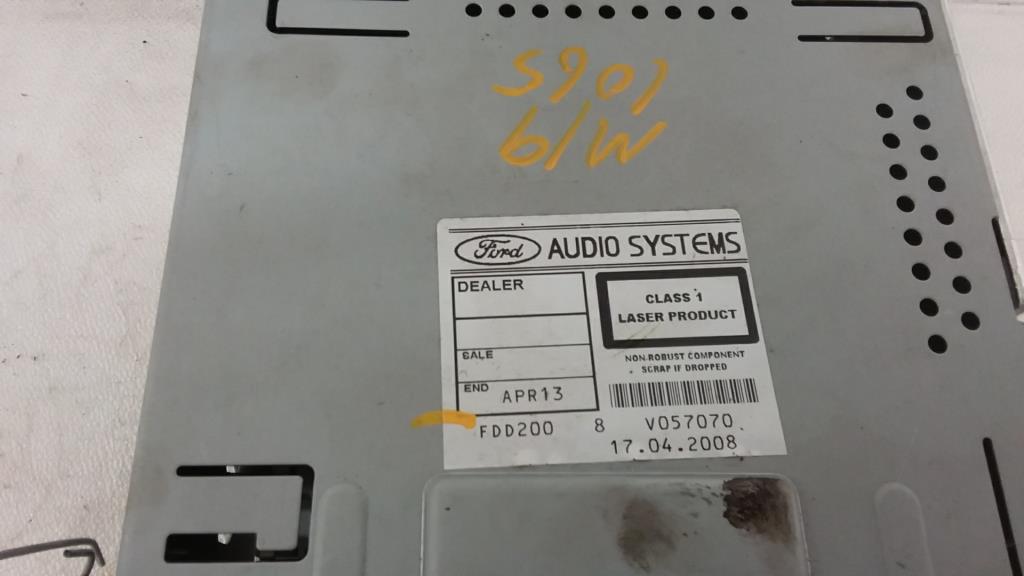 S901
b/W
Ford AUDIO SYSTEMS
DEALER
SALE
END APR13
CLASS 1
LASER PRODUCT
NON-ROBUST COMPONENT
SCRAP IF DROPPED
FDD200 8 V057070
17.04.2008